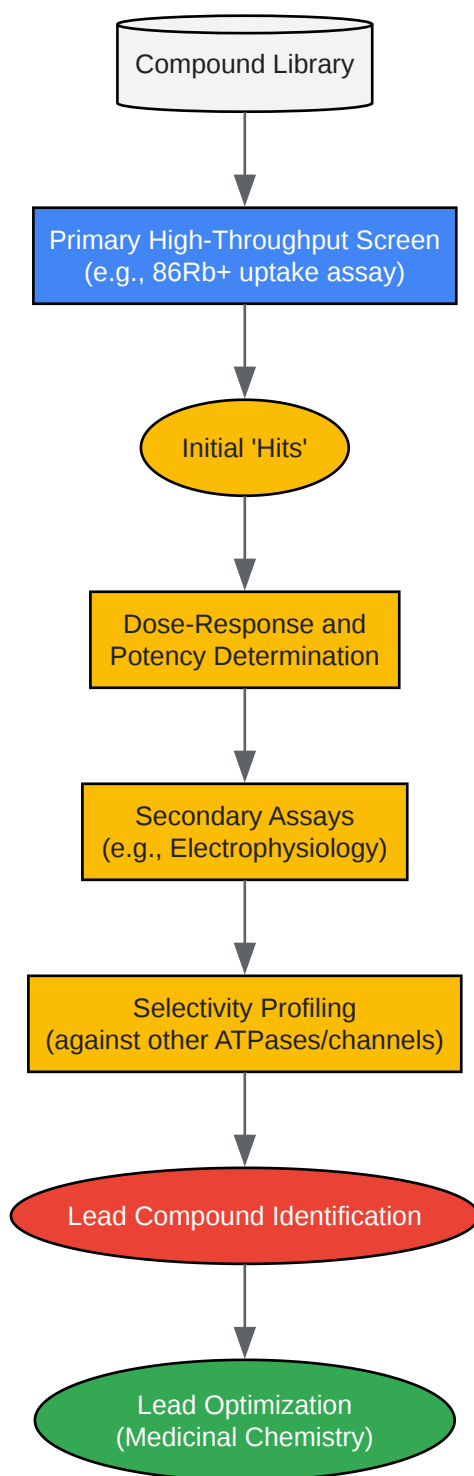 Compound Library
Primary High-Throughput Screen
(e.g., 86Rb+ uptake assay)
Initial 'Hits'
Dose-Response and
Potency Determination
Secondary Assays
(e.g., Electrophysiology)
Selectivity Profiling
(against other ATPases/channels)
Lead Compound Identification
Lead Optimization
(Medicinal Chemistry)